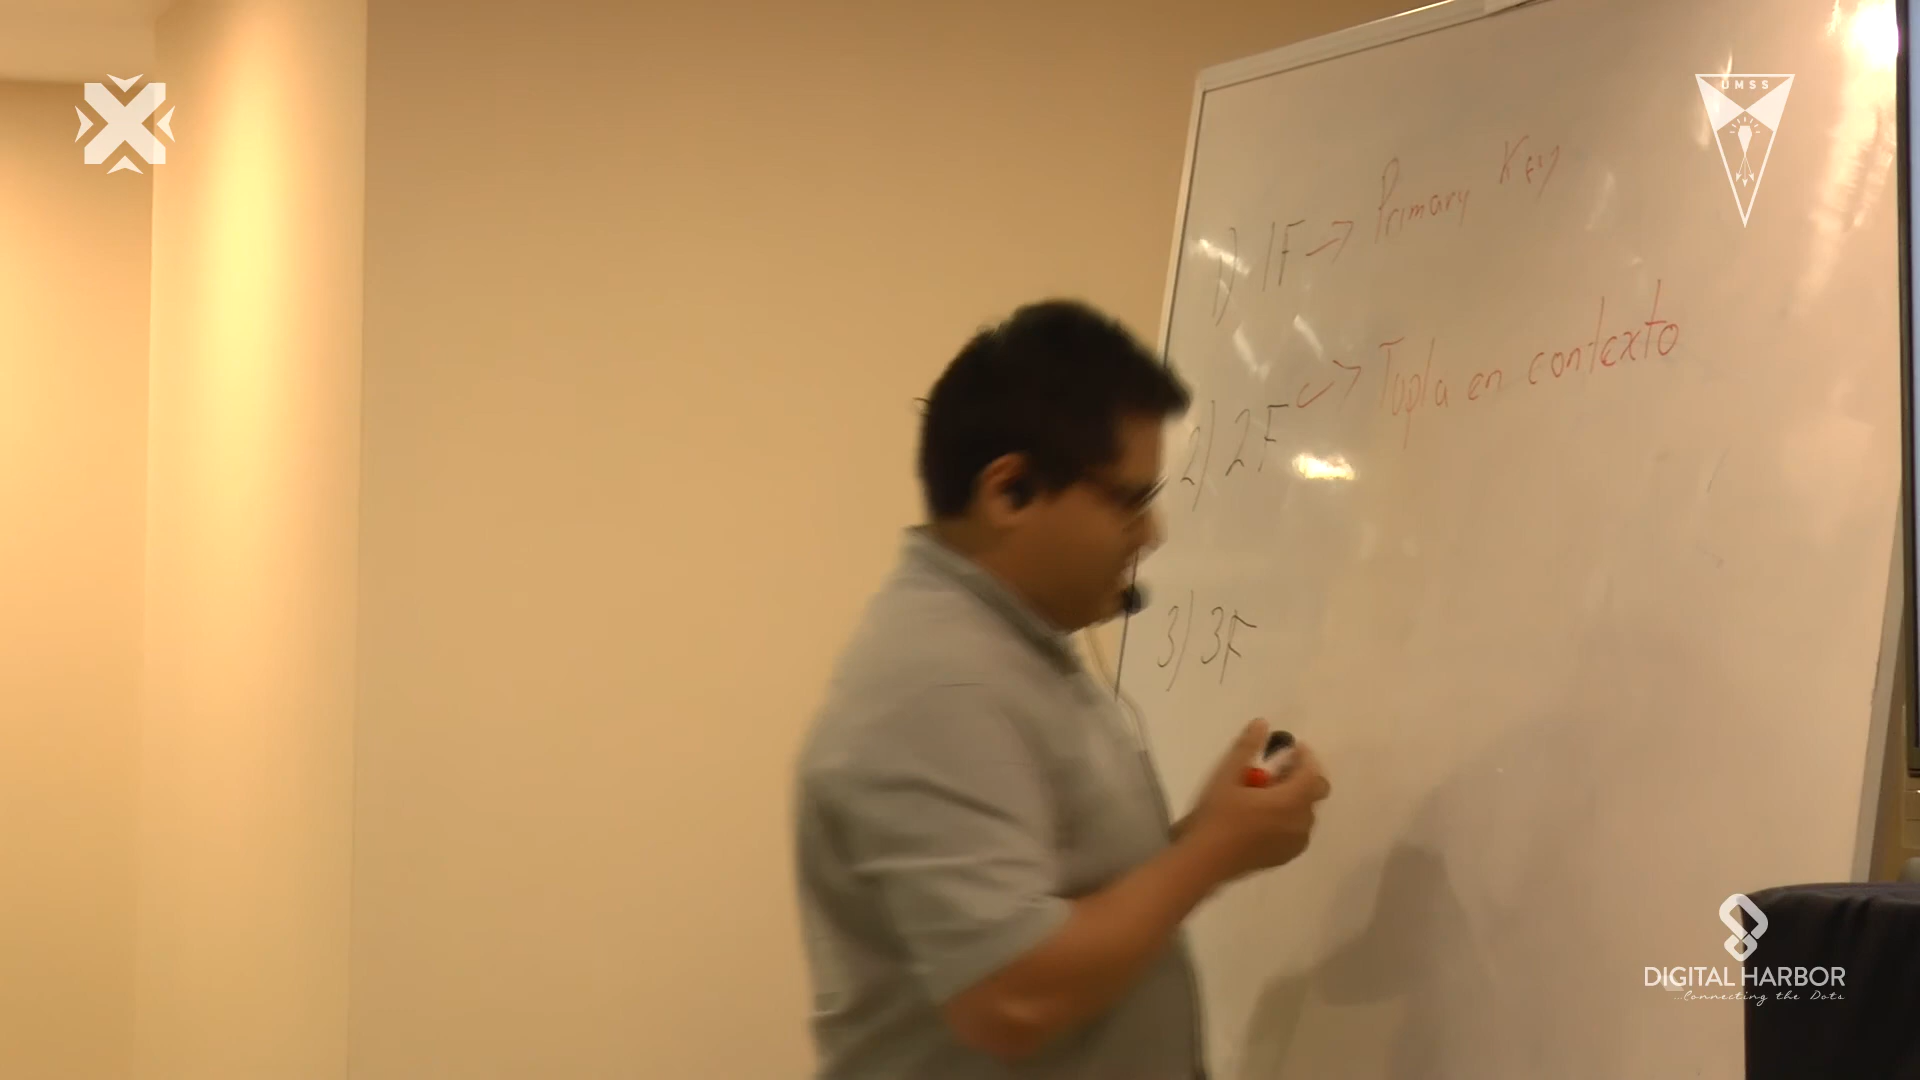 UMSS
1) 1F → Primary Key
2) 2F → Tupla en contexto
3) 3F
DIGITAL HARBOR
...Connecting the Dots